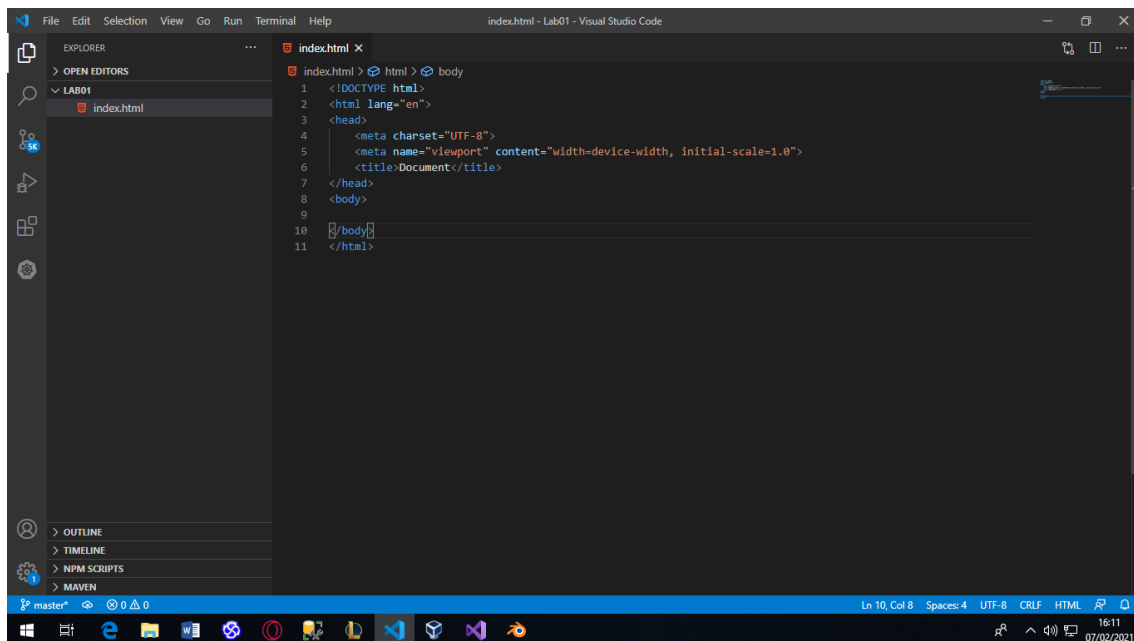 File Edit Selection View Go Run Terminal Help index.html - Lab01 - Visual Studio Code
EXPLORER
index.html
OPEN EDITORS
LAB01
index.html
index.html > html > body
1 <!DOCTYPE html>
2 <html lang="en">
3 <head>
4 <meta charset="UTF-8">
5 <meta name="viewport" content="width=device-width, initial-scale=1.0">
6 <title>Document</title>
7 </head>
8 <body>
9
10 </body>
11 </html>
SK
OUTLINE
TIMELINE
NPM SCRIPTS
1
MAVEN
master* 0 0 Ln 10, Col 8 Spaces: 4 UTF-8 CRLF HTML
16:11
07/02/202